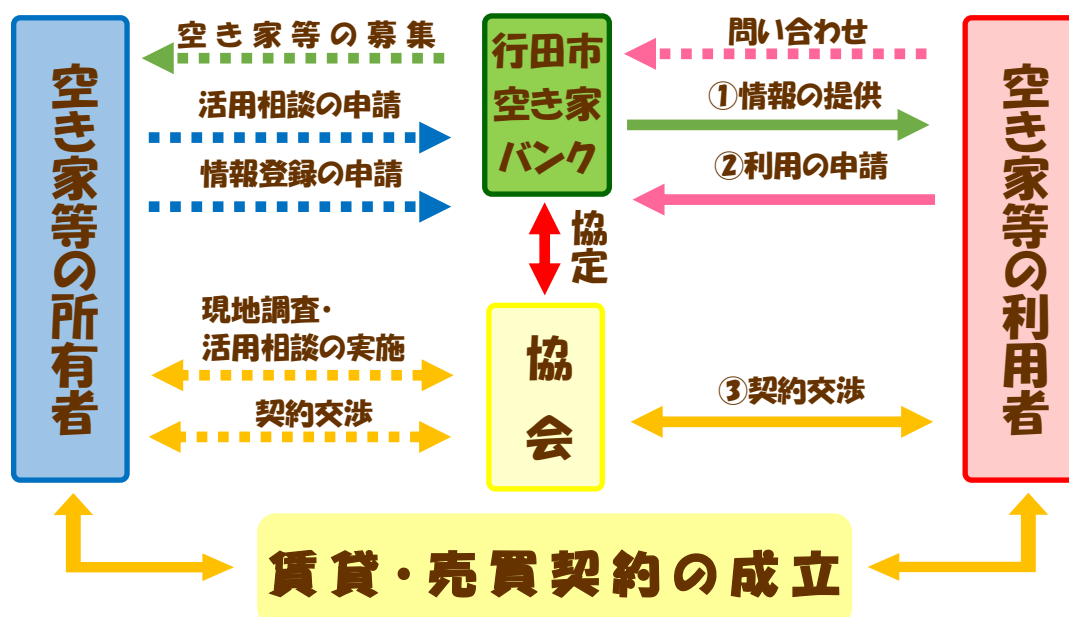 空き家等の所有者
空き家等の募集
活用相談の申請
情報登録の申請
行田市
空き家
バンク
問い合わせ
①情報の提供
②利用の申請
空き家等の利用者
協定
現地調査・
活用相談の実施
契約交渉
協会
③契約交渉
賃貸・売買契約の成立